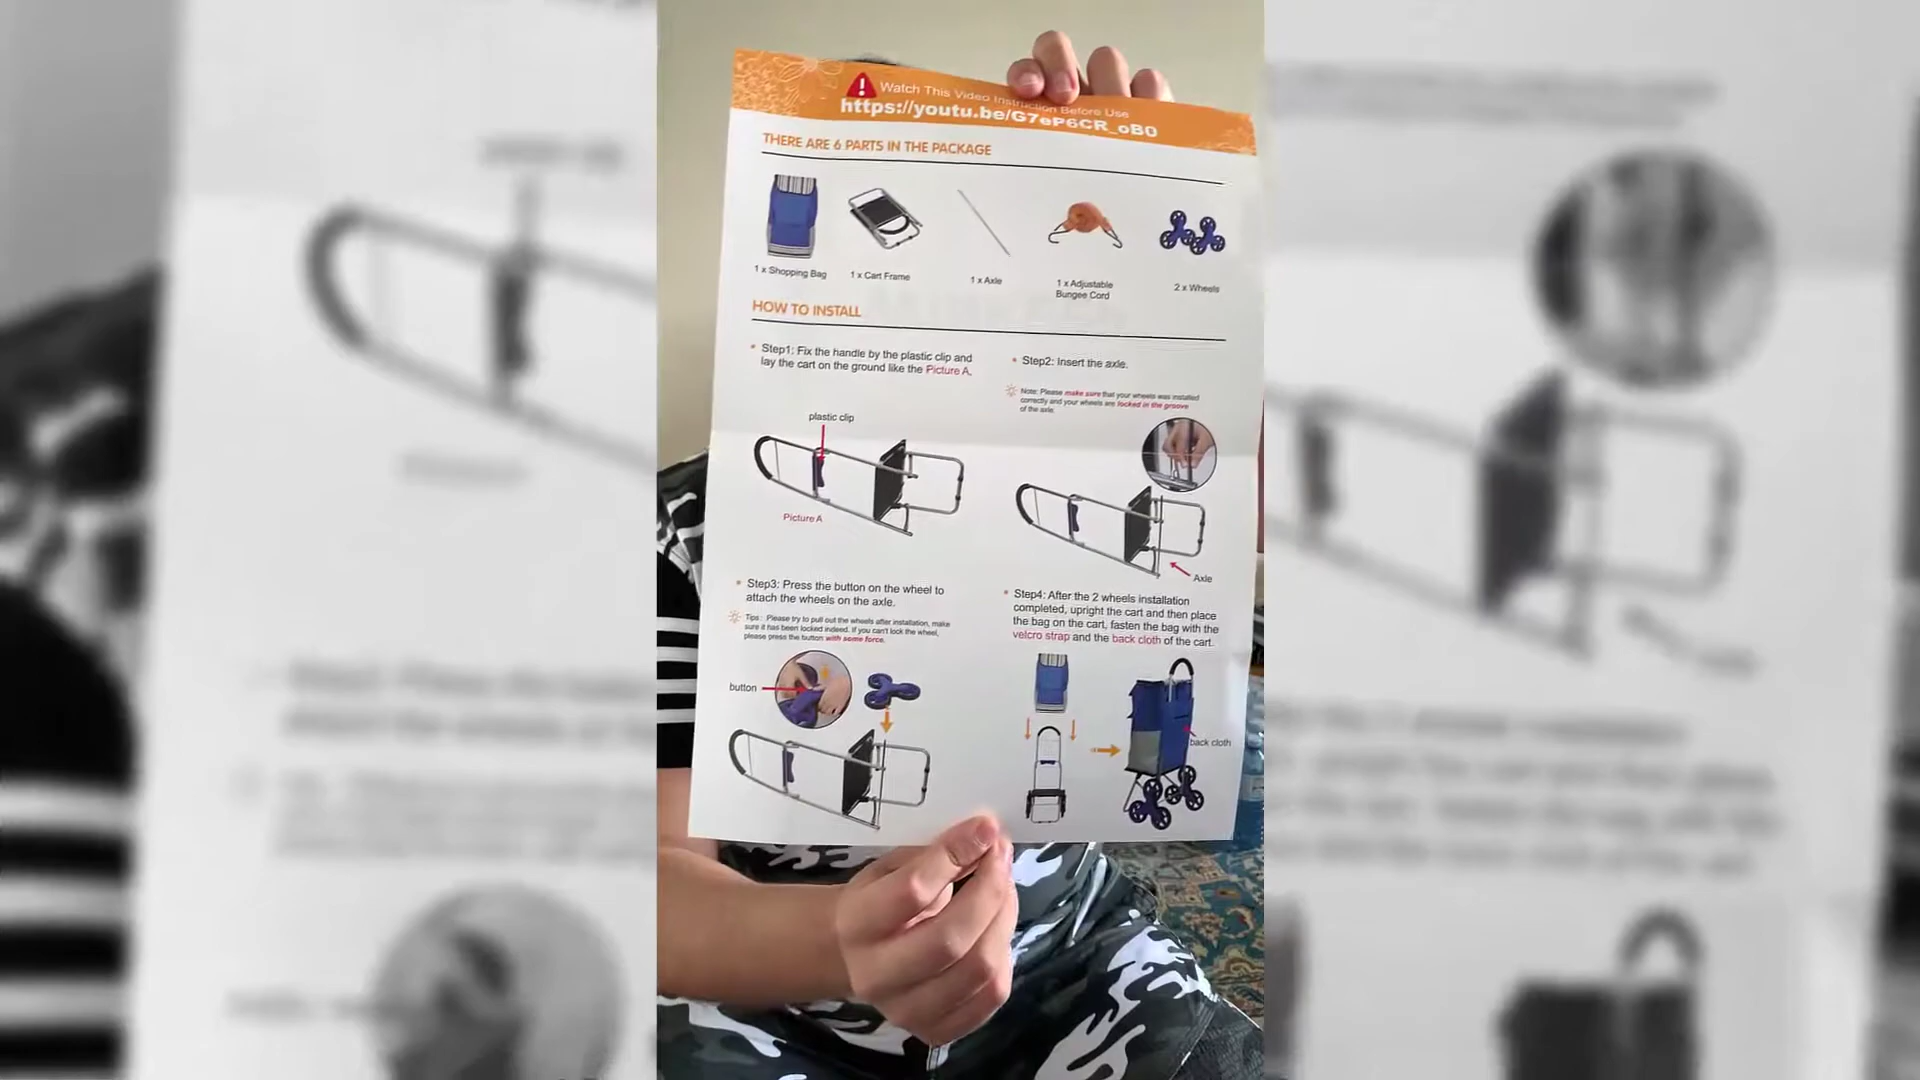 Watch This Video Instruction Before Use
https://youtu.be/G7eP6CR_oB0
THERE ARE 6 PARTS IN THE PACKAGE
1 x Shopping Bag
1 x Cart Frame
1 x Axle
1 x Adjustable
Bungee Cord
2 x Wheels
HOW TO INSTALL
Step1: Fix the handle by the plastic clip and
lay the cart on the ground like the Picture A.
plastic clip
Picture A
Step2: Insert the axle.
Note: Please make sure that your wheels was installed
correctly and your wheels are locked in the groove
of the axle.
Axle
Step3: Press the button on the wheel to
attach the wheels on the axle.
Tips: Please try to pull out the wheels after installation, make
sure it has been locked indeed. If you can't lock the wheel,
please press the button with some force.
button
Step4: After the 2 wheels installation
completed, upright the cart and then place
the bag on the cart, fasten the bag with the
velcro strap and the back cloth of the cart.
back cloth